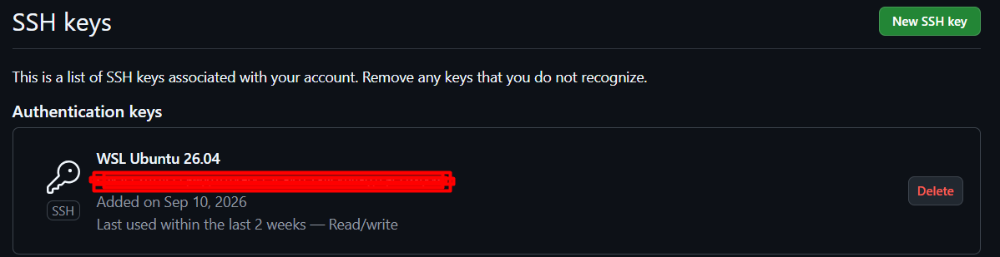 SSH keys
New SSH key
This is a list of SSH keys associated with your account. Remove any keys that you do not recognize.
Authentication keys
WSL Ubuntu 26.04
SSH
Added on Sep 10, 2026
Last used within the last 2 weeks — Read/write
Delete